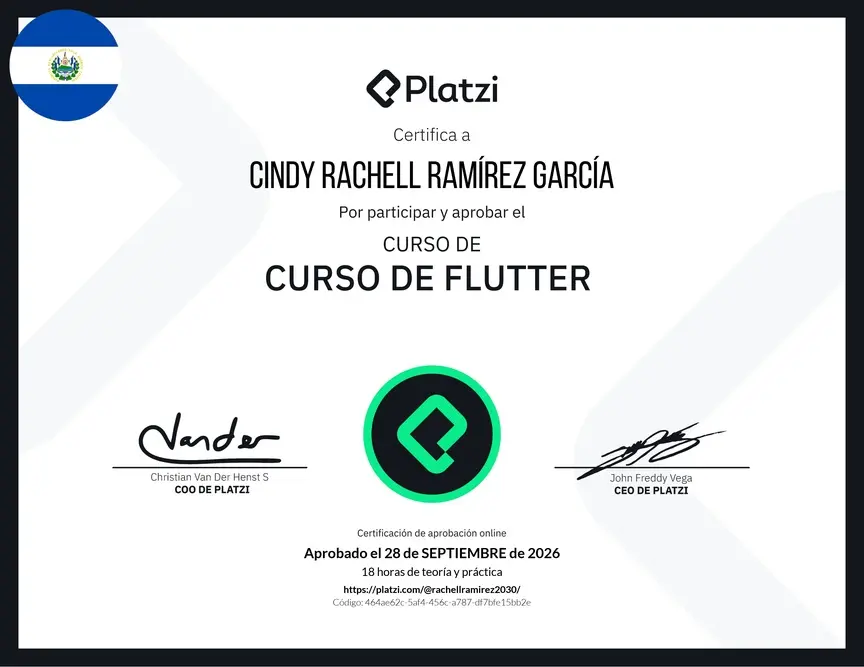 Platzi
Certifica a
CINDY RACHELL RAMÍREZ GARCÍA
Por participar y aprobar el
CURSO DE
CURSO DE FLUTTER
Vander
Christian Van Der Henst S
COO DE PLATZI
John Freddy Vega
CEO DE PLATZI
Certificación de aprobación online
Aprobado el 28 de SEPTIEMBRE de 2026
18 horas de teoría y práctica
https://platzi.com/@rachellramirez2030/
Código: 464ae62c-5af4-456c-a787-df7bfe15bb2e